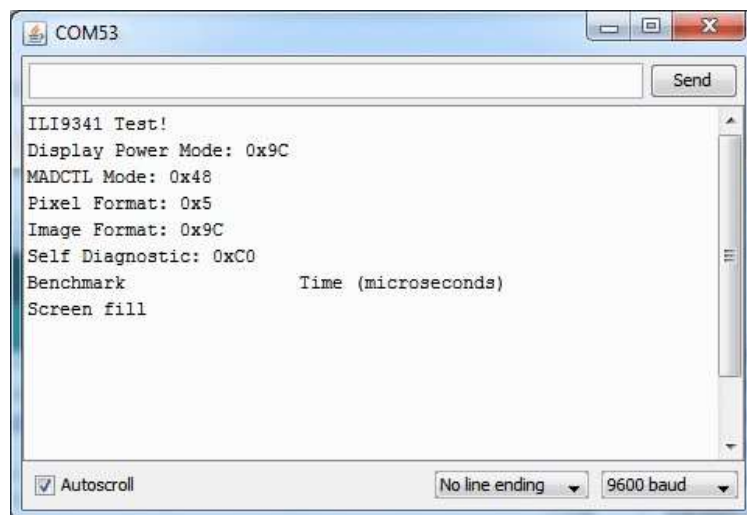 COM53
Send
ILI9341 Test!
Display Power Mode: 0x9C
MADCTL Mode: 0x48
Pixel Format: 0x5
Image Format: 0x9C
Self Diagnostic: 0xC0
Benchmark Time (microseconds)
Screen fill
Autoscroll No line ending 9600 baud